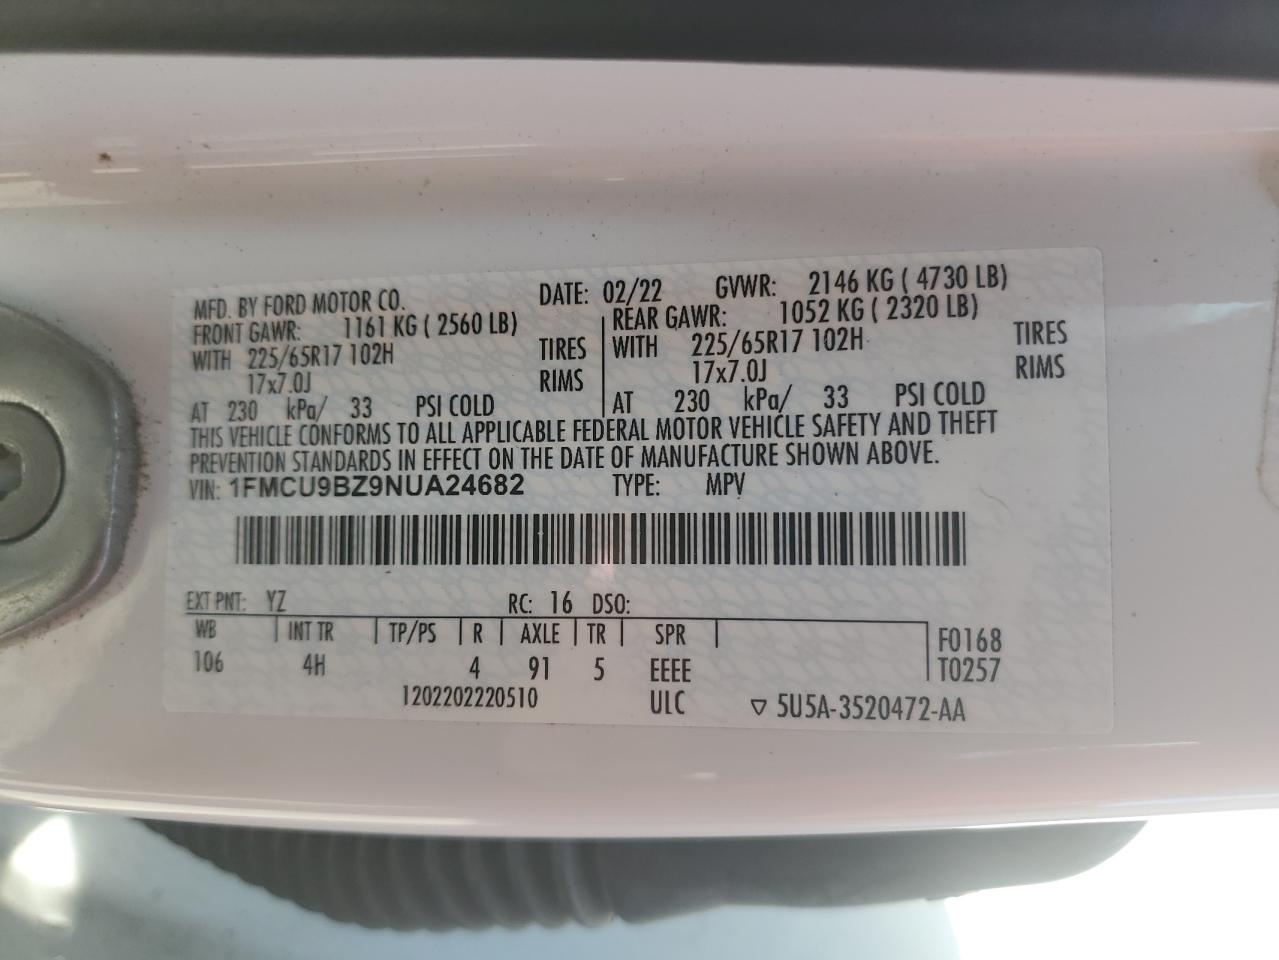 MFD. BY FORD MOTOR CO. DATE: 02/22 GVWR: 2146 KG ( 4730 LB)
FRONT GAWR: 1161 KG ( 2560 LB) REAR GAWR: 1052 KG ( 2320 LB)
WITH 225/65R17 102H TIRES WITH 225/65R17 102H TIRES
17x7.0J RIMS 17x7.0J RIMS
AT 230 kPa/ 33 PSI COLD AT 230 kPa/ 33 PSI COLD
THIS VEHICLE CONFORMS TO ALL APPLICABLE FEDERAL MOTOR VEHICLE SAFETY AND THEFT
PREVENTION STANDARDS IN EFFECT ON THE DATE OF MANUFACTURE SHOWN ABOVE.
VIN: 1FMCU9BZ9NUA24682 TYPE: MPV
EXT PNT: YZ RC: 16 DSO:
WB INT TR TP/PS R AXLE TR SPR F0168
106 4H 4 91 5 EEEE T0257
1202202220510 ULC ▽ 5U5A-3520472-AA